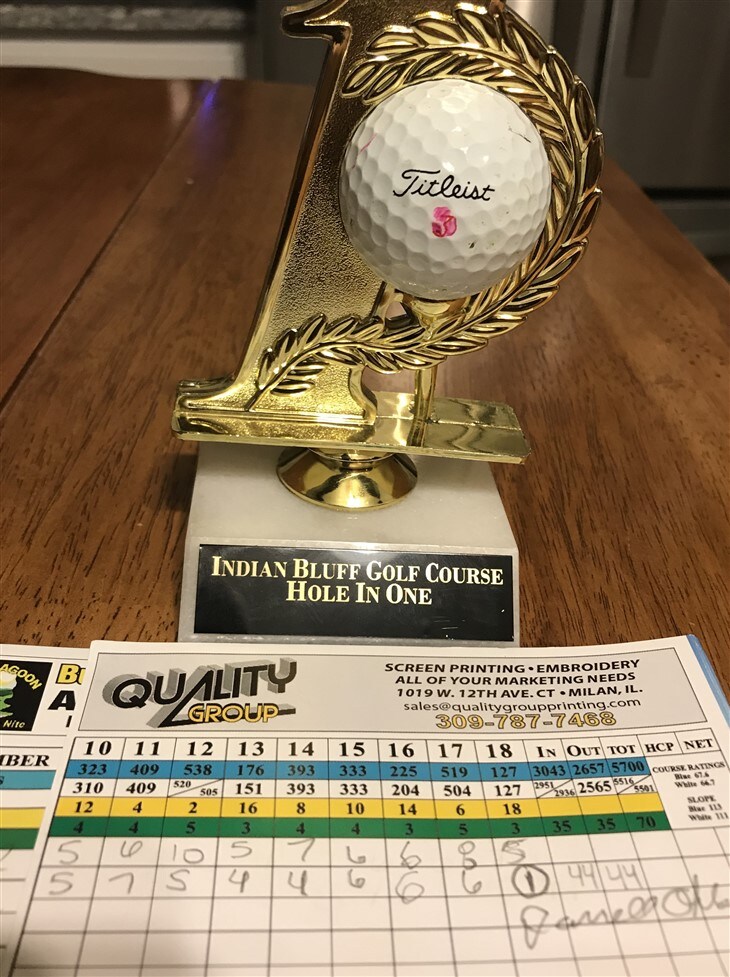 Titleist
3
INDIAN BLUFF GOLF COURSE
HOLE IN ONE
QUALITY
GROUP
SCREEN PRINTING • EMBROIDERY
ALL OF YOUR MARKETING NEEDS
1019 W. 12TH AVE. CT • MILAN, IL.
sales@qualitygroupprinting.com
309-787-7468
AGOON
Nite
BER
10 11 12 13 14 15 16 17 18 IN OUT TOT HCP NET
323 409 538 176 393 333 225 519 127 3043 2657 5700 COURSE RATINGS
Blue 67.6
White 66.7
310 409 520 505 151 393 333 204 504 127 2951 2936 2565 5516 5501
12 4 2 16 8 10 14 6 18 SLOPE
Blue 113
White 111
4 4 5 3 4 4 3 5 3 35 35 70
5 6 10 5 7 6 6 8 5
5 7 5 4 4 6 6 6 1 44 44